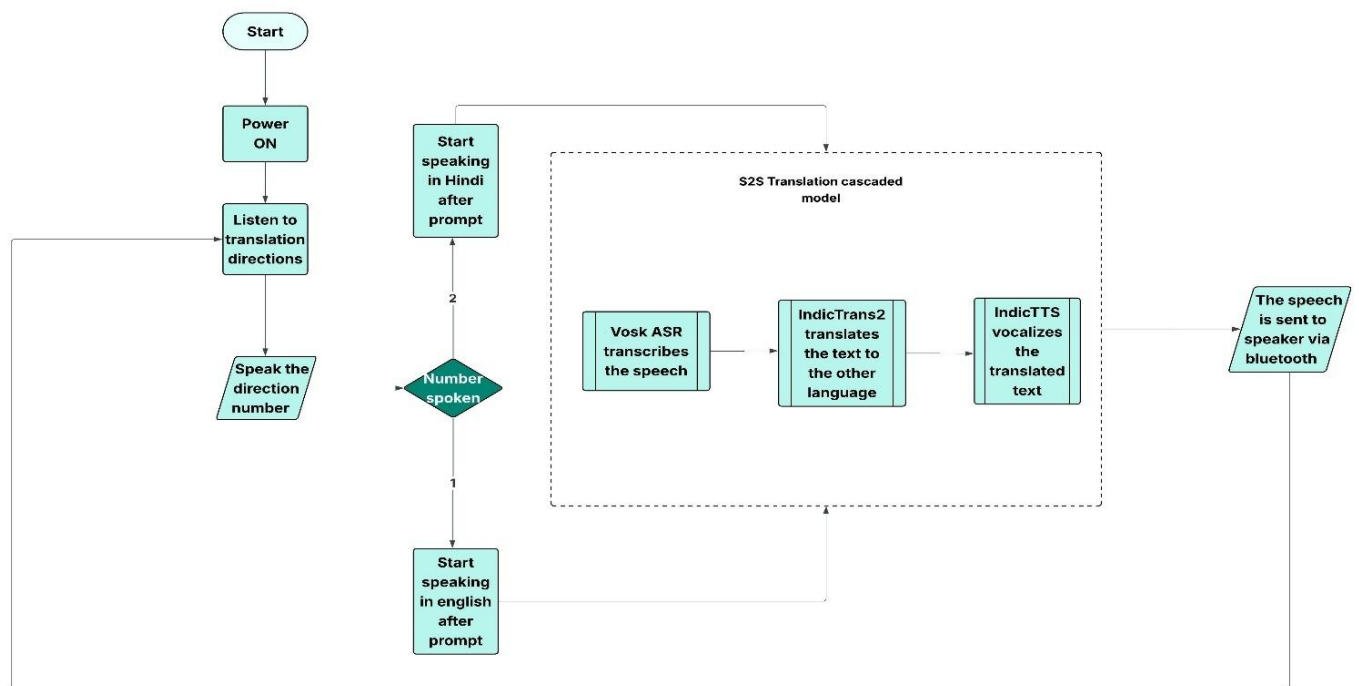 Start
Power
ON
Listen to
translation
directions
Speak the
direction
number
Number
spoken
2
Start
speaking
in Hindi
after
prompt
1
Start
speaking
in english
after
prompt
S2S Translation cascaded
model
Vosk ASR
transcribes
the speech
IndicTrans2
translates
the text to
the other
language
IndicTTS
vocalizes
the
translated
text
The speech
is sent to
speaker via
bluetooth